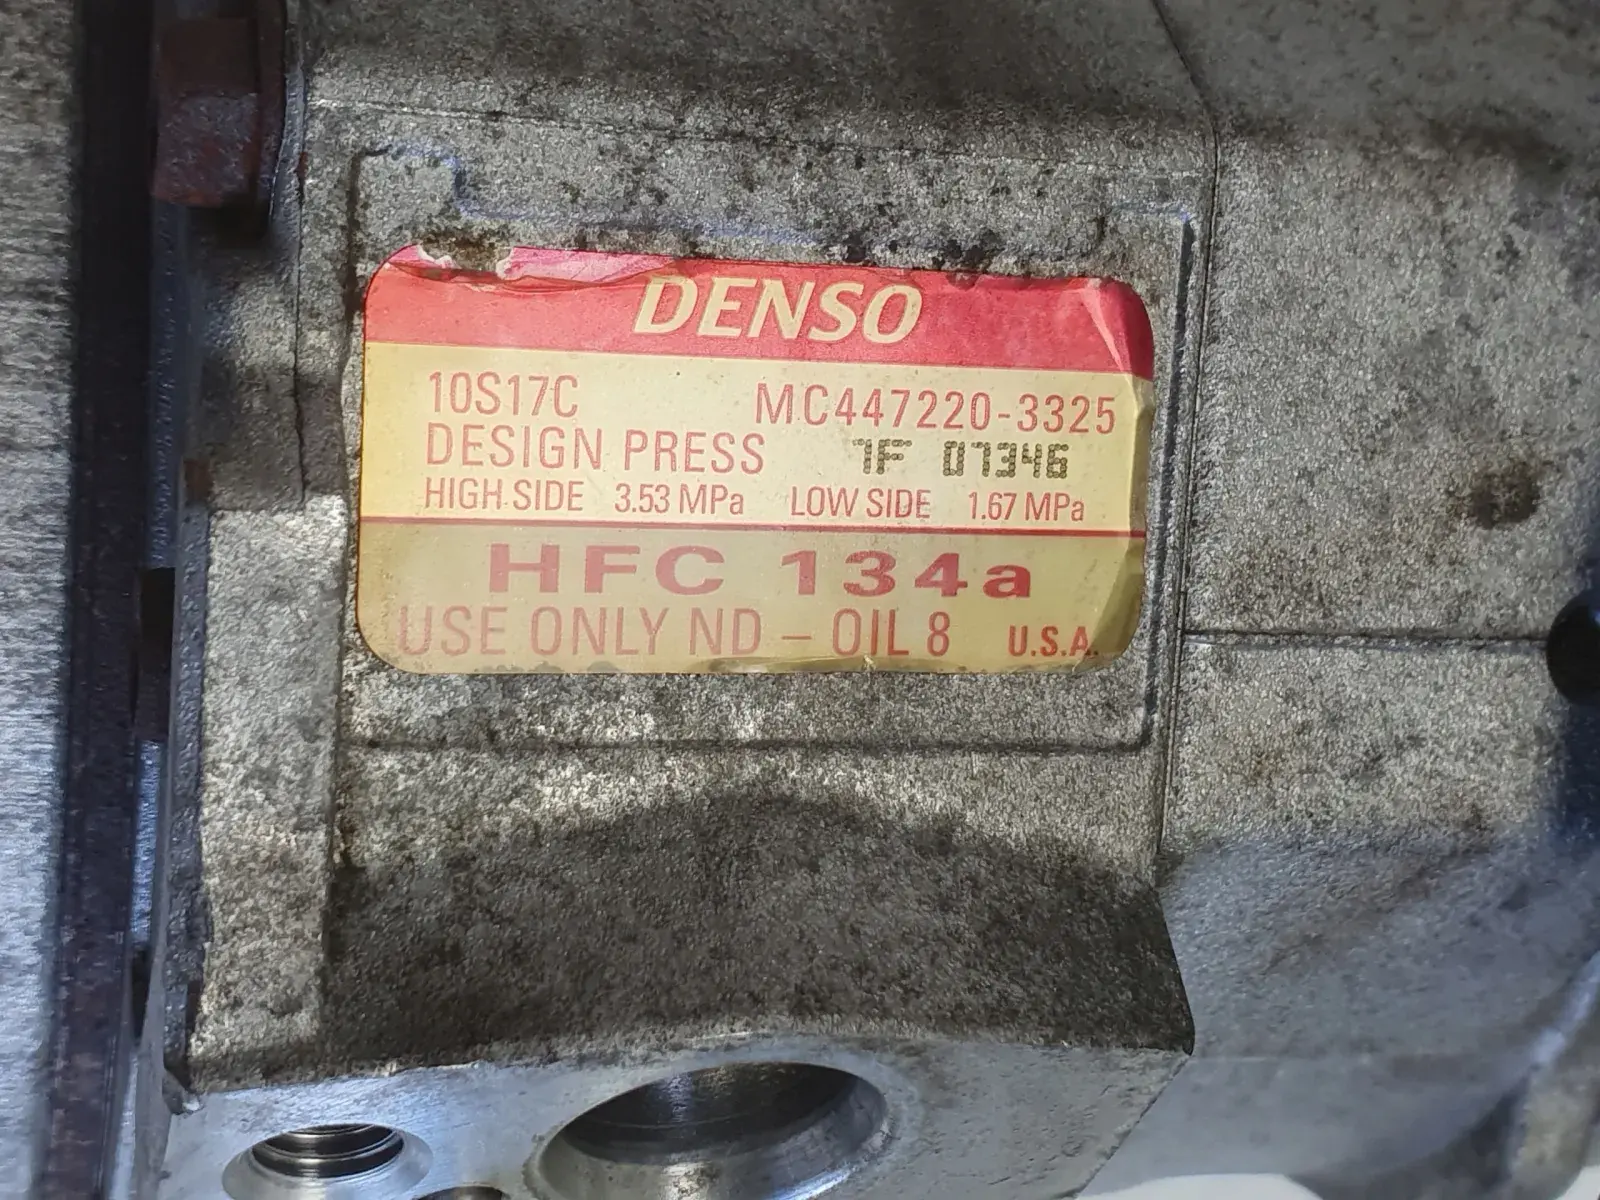 DENSO
10S17C MC447220-3325
DESIGN PRESS 7F 07346
HIGH SIDE 3.53 MPa LOW SIDE 1.67 MPa
HFC 134a
USE ONLY ND – OIL 8 U.S.A.